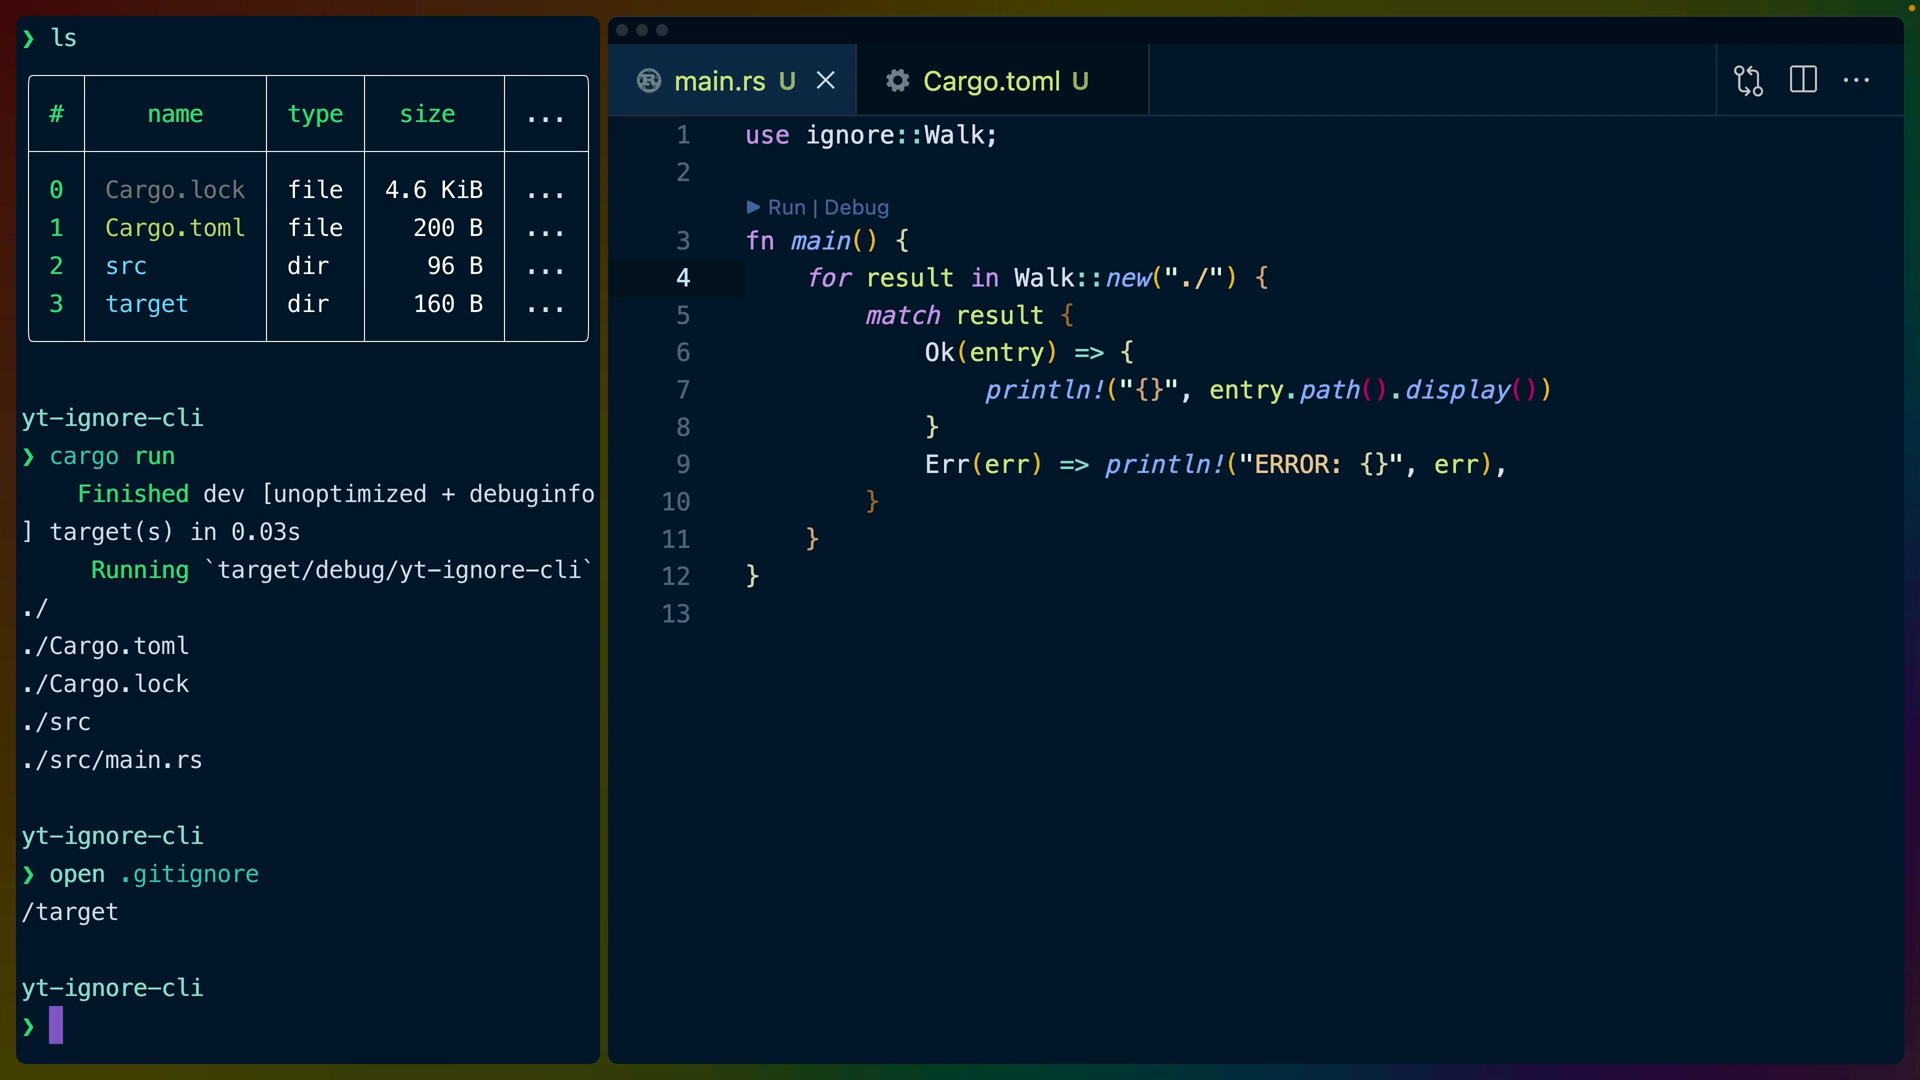 ❯ ls
# name type size ...
0 Cargo.lock file 4.6 KiB ...
1 Cargo.toml file 200 B ...
2 src dir 96 B ...
3 target dir 160 B ...
yt-ignore-cli
❯ cargo run
Finished dev [unoptimized + debuginfo
] target(s) in 0.03s
Running `target/debug/yt-ignore-cli`
./
./Cargo.toml
./Cargo.lock
./src
./src/main.rs
yt-ignore-cli
❯ open .gitignore
/target
yt-ignore-cli
❯
main.rs U Cargo.toml U
1 use ignore::Walk;
2
Run | Debug
3 fn main() {
4 for result in Walk::new("./") {
5 match result {
6 Ok(entry) => {
7 println!("{}", entry.path().display())
8 }
9 Err(err) => println!("ERROR: {}", err),
10 }
11 }
12 }
13